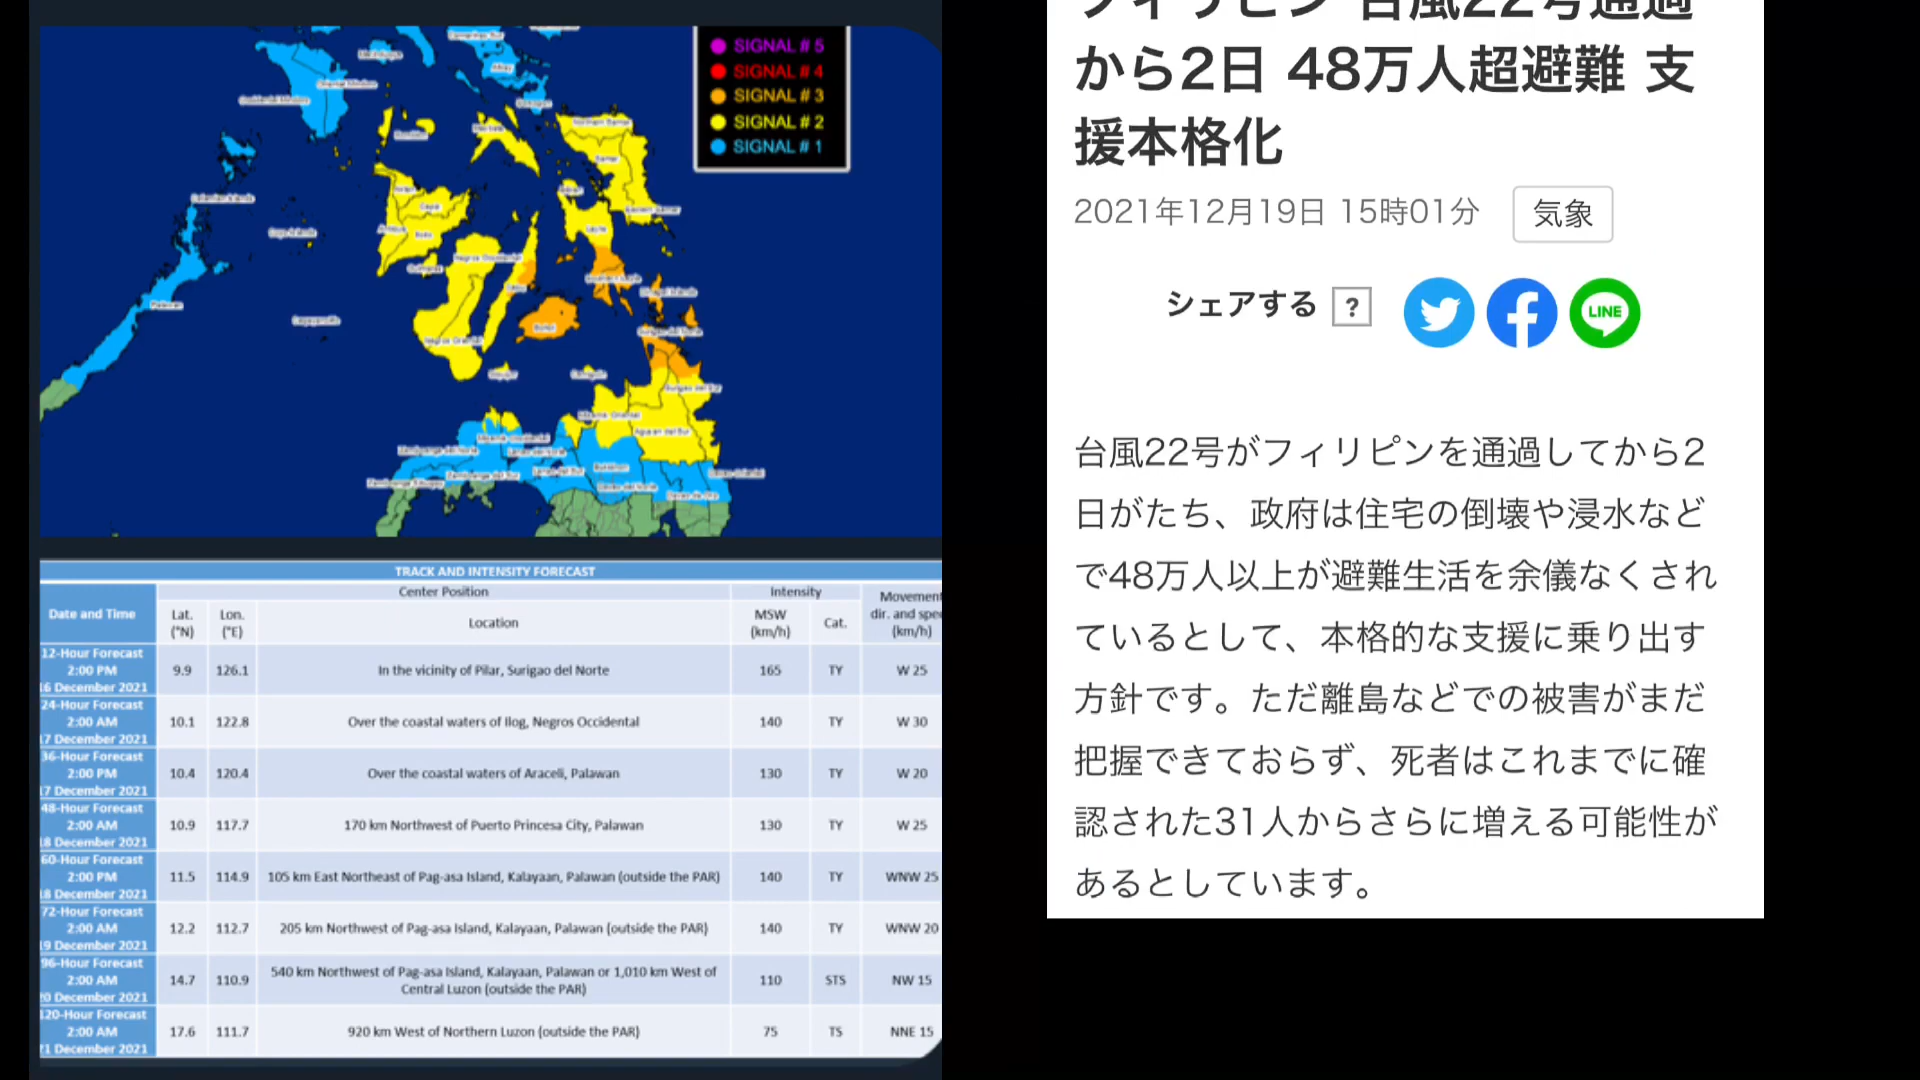 SIGNAL # 5
SIGNAL # 4
SIGNAL # 3
SIGNAL # 2
SIGNAL # 1
Palawan
Bohol
TRACK AND INTENSITY FORECAST
Date and Time
Center Position
Intensity
Movement
dir. and spe
(km/h)
Lat.
(°N)
Lon.
(°E)
Location
MSW
(km/h)
Cat.
12-Hour Forecast
2:00 PM
16 December 2021
9.9 126.1 In the vicinity of Pilar, Surigao del Norte 165 TY W 25
24-Hour Forecast
2:00 AM
17 December 2021
10.1 122.8 Over the coastal waters of Ilog, Negros Occidental 140 TY W 30
36-Hour Forecast
2:00 PM
17 December 2021
10.4 120.4 Over the coastal waters of Araceli, Palawan 130 TY W 20
48-Hour Forecast
2:00 AM
18 December 2021
10.9 117.7 170 km Northwest of Puerto Princesa City, Palawan 130 TY W 25
60-Hour Forecast
2:00 PM
18 December 2021
11.5 114.9 105 km East Northeast of Pag-asa Island, Kalayaan, Palawan (outside the PAR) 140 TY WNW 25
72-Hour Forecast
2:00 AM
19 December 2021
12.2 112.7 205 km Northwest of Pag-asa Island, Kalayaan, Palawan (outside the PAR) 140 TY WNW 20
96-Hour Forecast
2:00 AM
20 December 2021
14.7 110.9 540 km Northwest of Pag-asa Island, Kalayaan, Palawan or 1,010 km West of
Central Luzon (outside the PAR) 110 STS NW 15
120-Hour Forecast
2:00 AM
21 December 2021
17.6 111.7 920 km West of Northern Luzon (outside the PAR) 75 TS NNE 15
フィリピン 台風22号通過
から2日 48万人超避難 支
援本格化
2021年12月19日 15時01分 気象
シェアする ?
LINE
台風22号がフィリピンを通過してから2
日がたち、政府は住宅の倒壊や浸水など
で48万人以上が避難生活を余儀なくされ
ているとして、本格的な支援に乗り出す
方針です。ただ離島などでの被害がまだ
把握できておらず、死者はこれまでに確
認された31人からさらに増える可能性が
あるとしています。